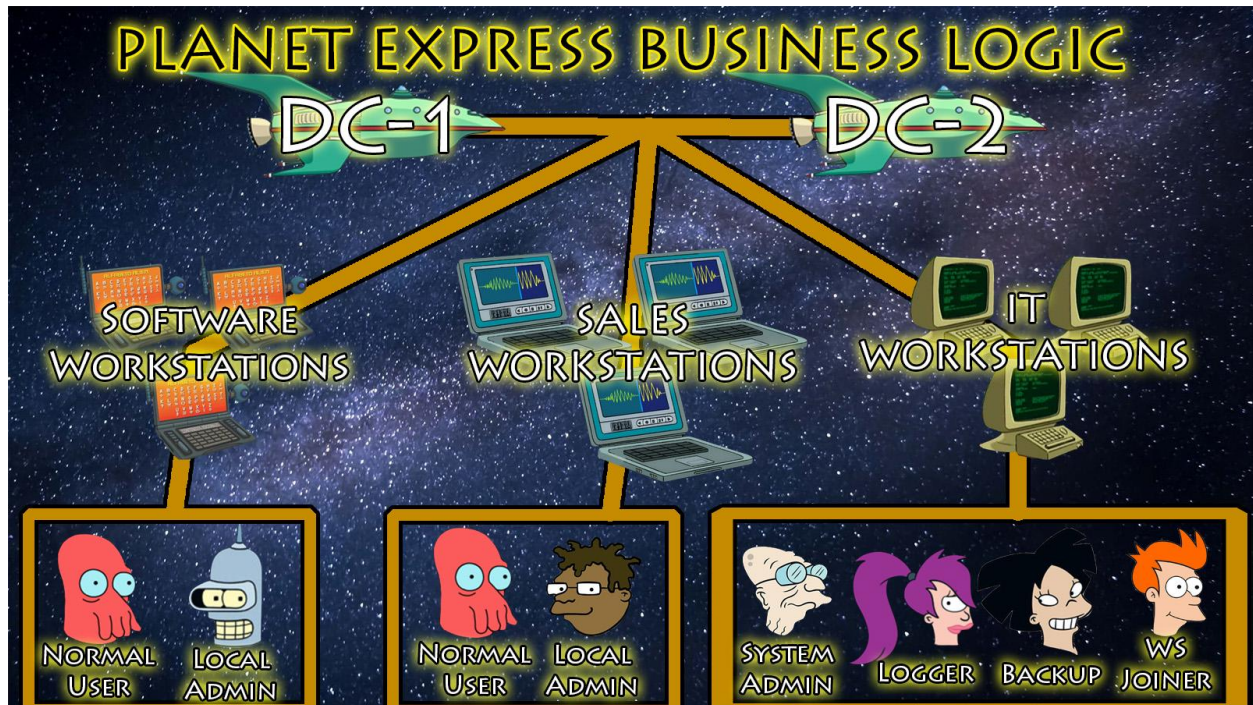 PLANET EXPRESS BUSINESS LOGIC
DC-1
DC-2
SOFTWARE
WORKSTATIONS
SALES
WORKSTATIONS
IT
WORKSTATIONS
NORMAL
USER
LOCAL
ADMIN
NORMAL
USER
LOCAL
ADMIN
SYSTEM
ADMIN
LOGGER
BACKUP
WS
JOINER